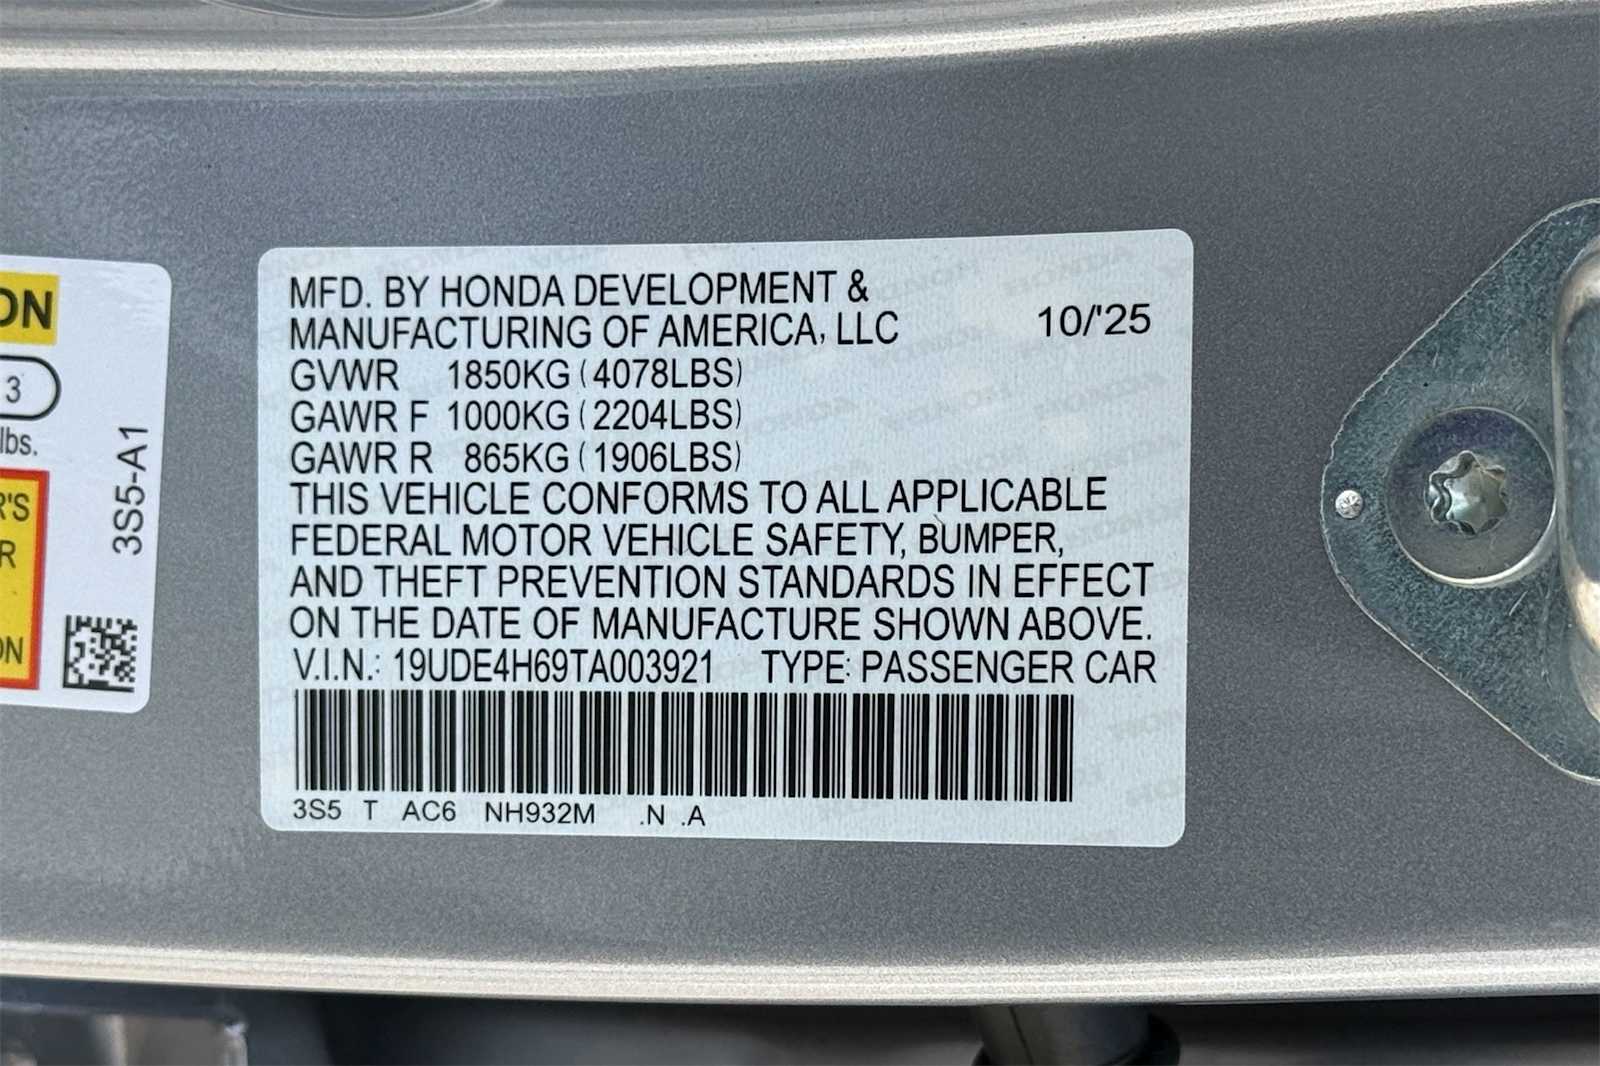 ON
3
lbs.
R'S
R
ON
3S5-A1
MFD. BY HONDA DEVELOPMENT &
MANUFACTURING OF AMERICA, LLC
10/'25
GVWR 1850KG (4078LBS)
GAWR F 1000KG (2204LBS)
GAWR R 865KG (1906LBS)
THIS VEHICLE CONFORMS TO ALL APPLICABLE
FEDERAL MOTOR VEHICLE SAFETY, BUMPER,
AND THEFT PREVENTION STANDARDS IN EFFECT
ON THE DATE OF MANUFACTURE SHOWN ABOVE.
V.I.N.: 19UDE4H69TA003921 TYPE: PASSENGER CAR
3S5 T AC6 NH932M .N .A